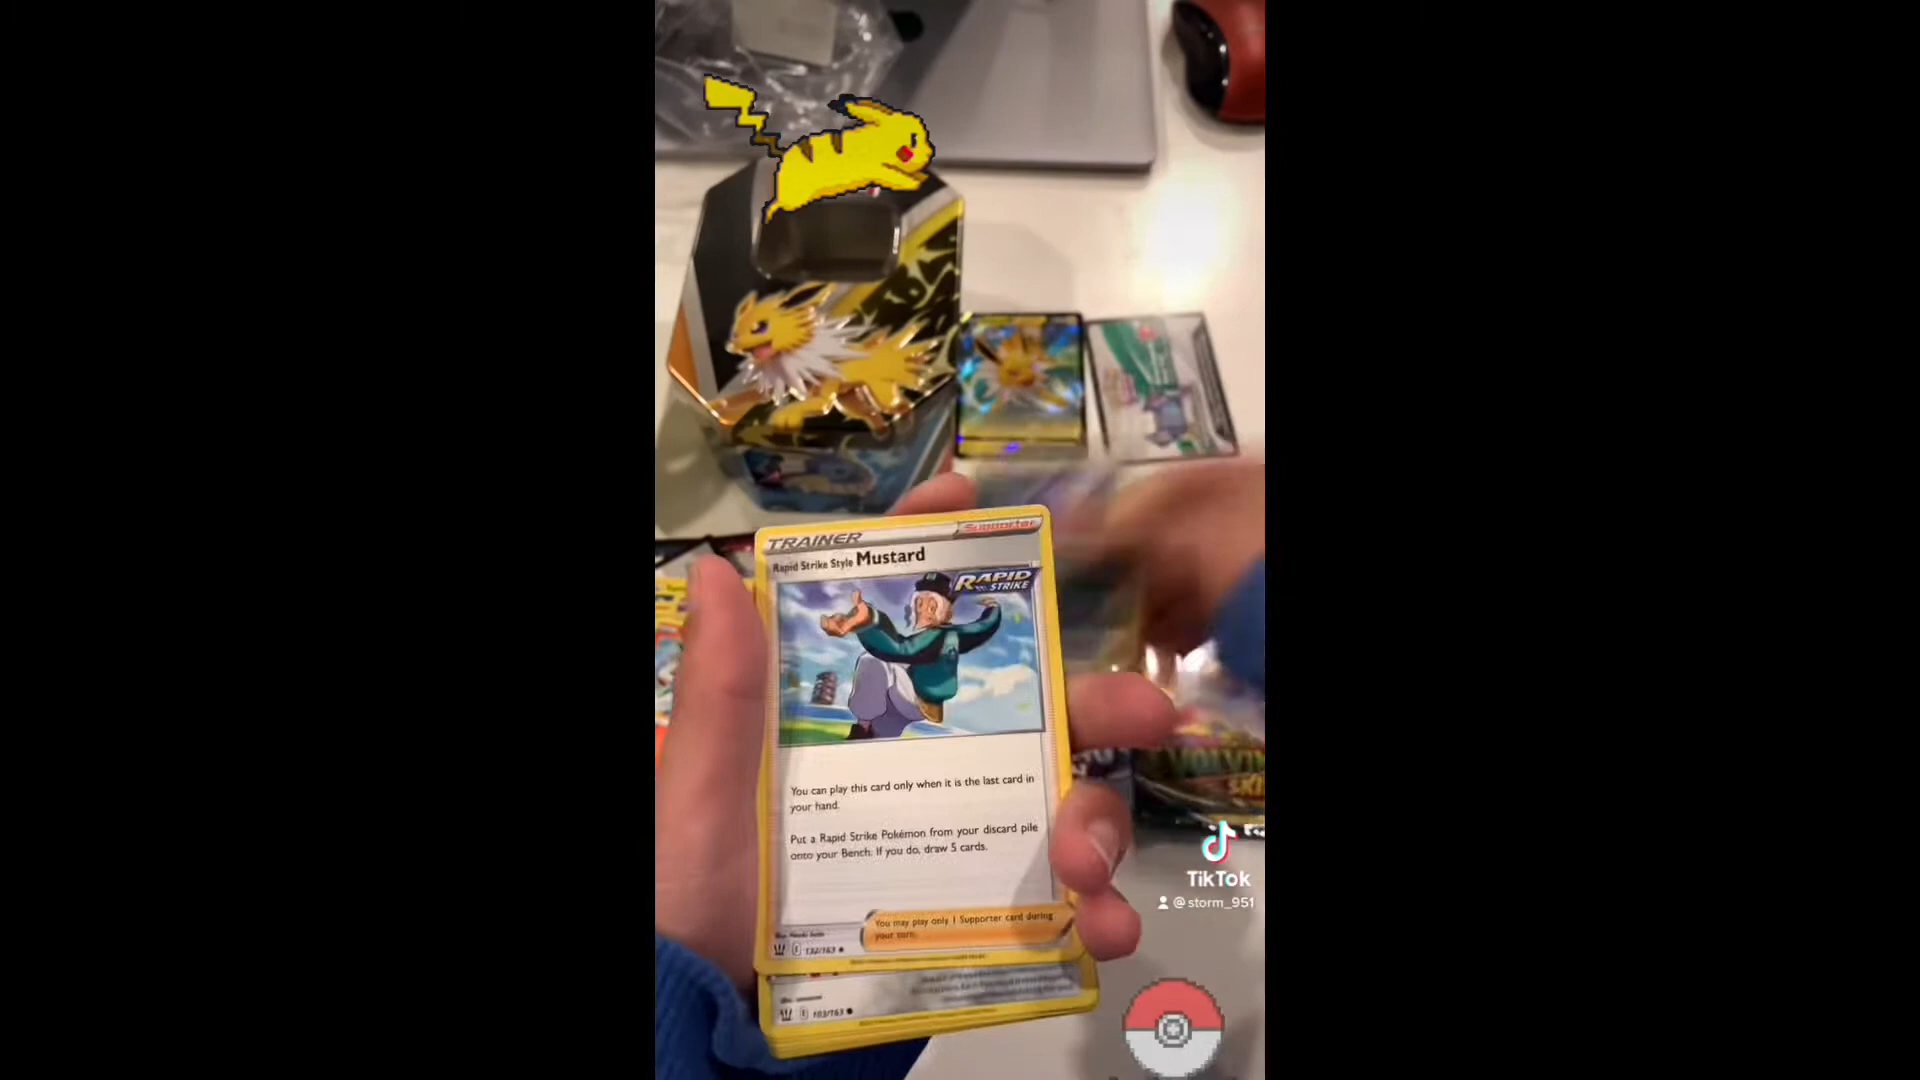 TRAINER
Supporter
Rapid Strike Style Mustard
RAPID
STRIKE
You can play this card only when it is the last card in
your hand.
Put a Rapid Strike Pokémon from your discard pile
onto your Bench. If you do, draw 5 cards.
You may play only 1 Supporter card during
your turn.
132/163
103/163
TikTok
@storm_951